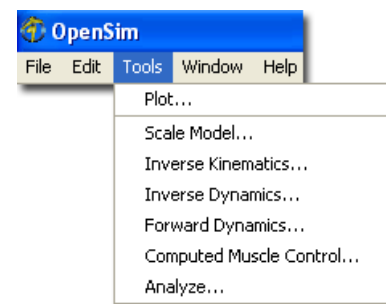 OpenSim
File Edit Tools Window Help
Plot...
Scale Model...
Inverse Kinematics...
Inverse Dynamics...
Forward Dynamics...
Computed Muscle Control...
Analyze...